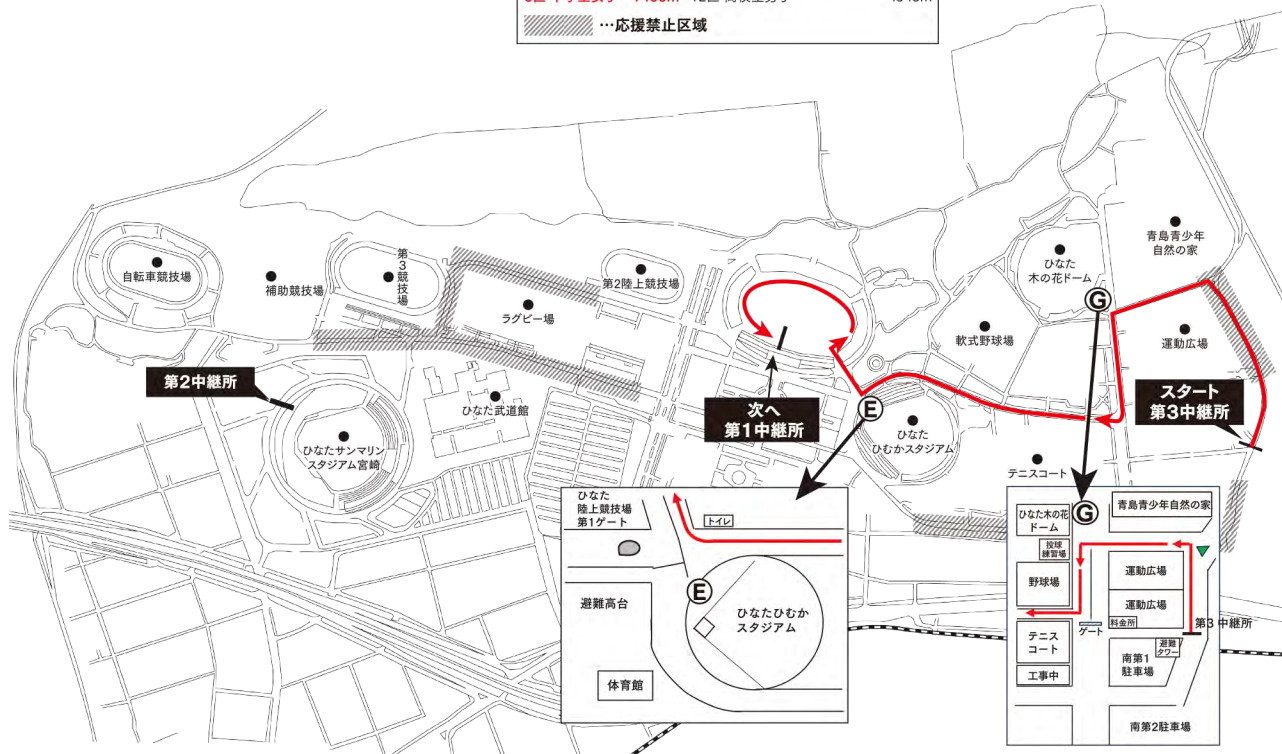 …応援禁止区域
自転車競技場
補助競技場
第3競技場
ラグビー場
第2陸上競技場
ひなた
木の花ドーム
青島青少年
自然の家
軟式野球場
運動広場
G
第2中継所
ひなた武道館
次へ
第1中継所
E
ひなた
ひむかスタジアム
スタート
第3中継所
ひなたサンマリン
スタジアム宮崎
テニスコート
ひなた
陸上競技場
第1ゲート
トイレ
E
避難高台
ひなたひむか
スタジアム
体育館
ひなた木の花
ドーム
G
青島青少年自然の家
投球
練習場
野球場
運動広場
運動広場
料金所
ゲート
第3 中継所
テニス
コート
避難
タワー
南第1
駐車場
工事中
南第2駐車場